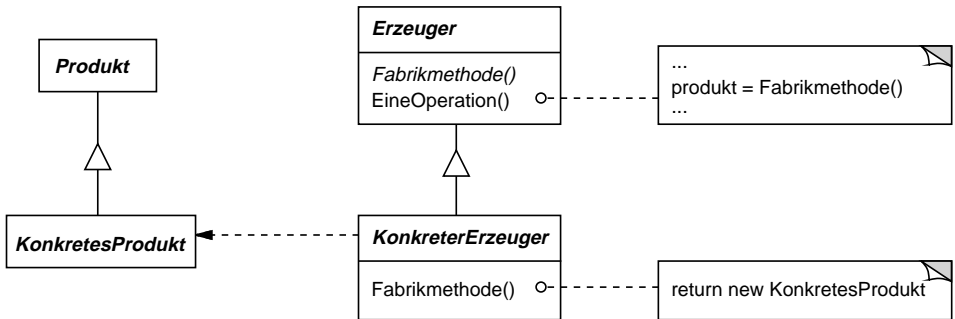 Produkt
KonkretesProdukt
Erzeuger
Fabrikmethode()
EineOperation()
...
produkt = Fabrikmethode()
...
KonkreterErzeuger
Fabrikmethode()
return new KonkretesProdukt